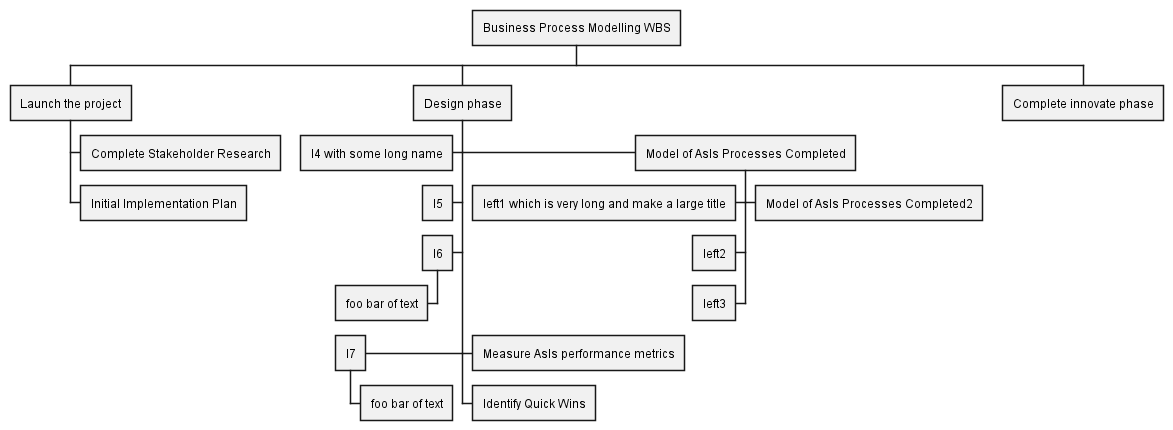 Business Process Modelling WBS
Launch the project
Design phase
Complete innovate phase
Complete Stakeholder Research
l4 with some long name
Model of AsIs Processes Completed
Initial Implementation Plan
l5
left1 which is very long and make a large title
Model of AsIs Processes Completed2
l6
left2
foo bar of text
left3
l7
Measure AsIs performance metrics
foo bar of text
Identify Quick Wins